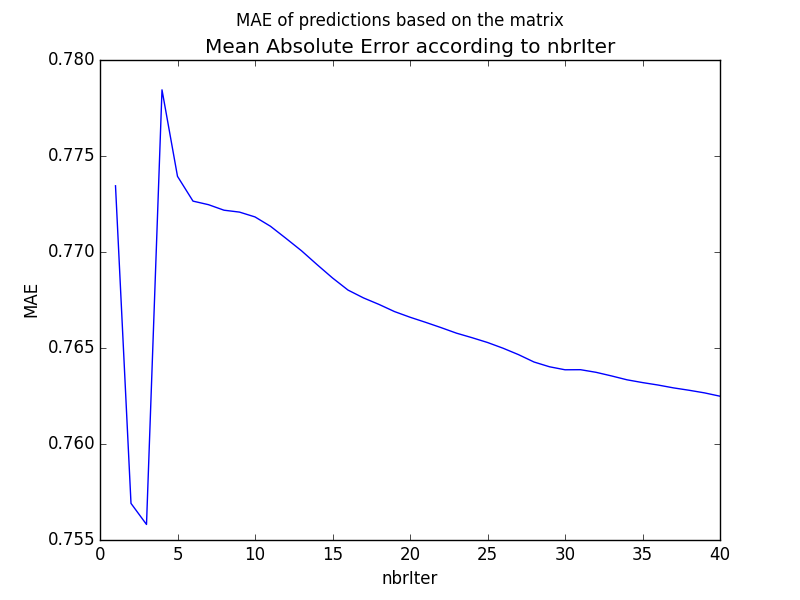 MAE of predictions based on the matrix
Mean Absolute Error according to nbrIter
0.780
0.775
0.770
0.765
0.760
0.755
MAE
0 5 10 15 20 25 30 35 40
nbrIter